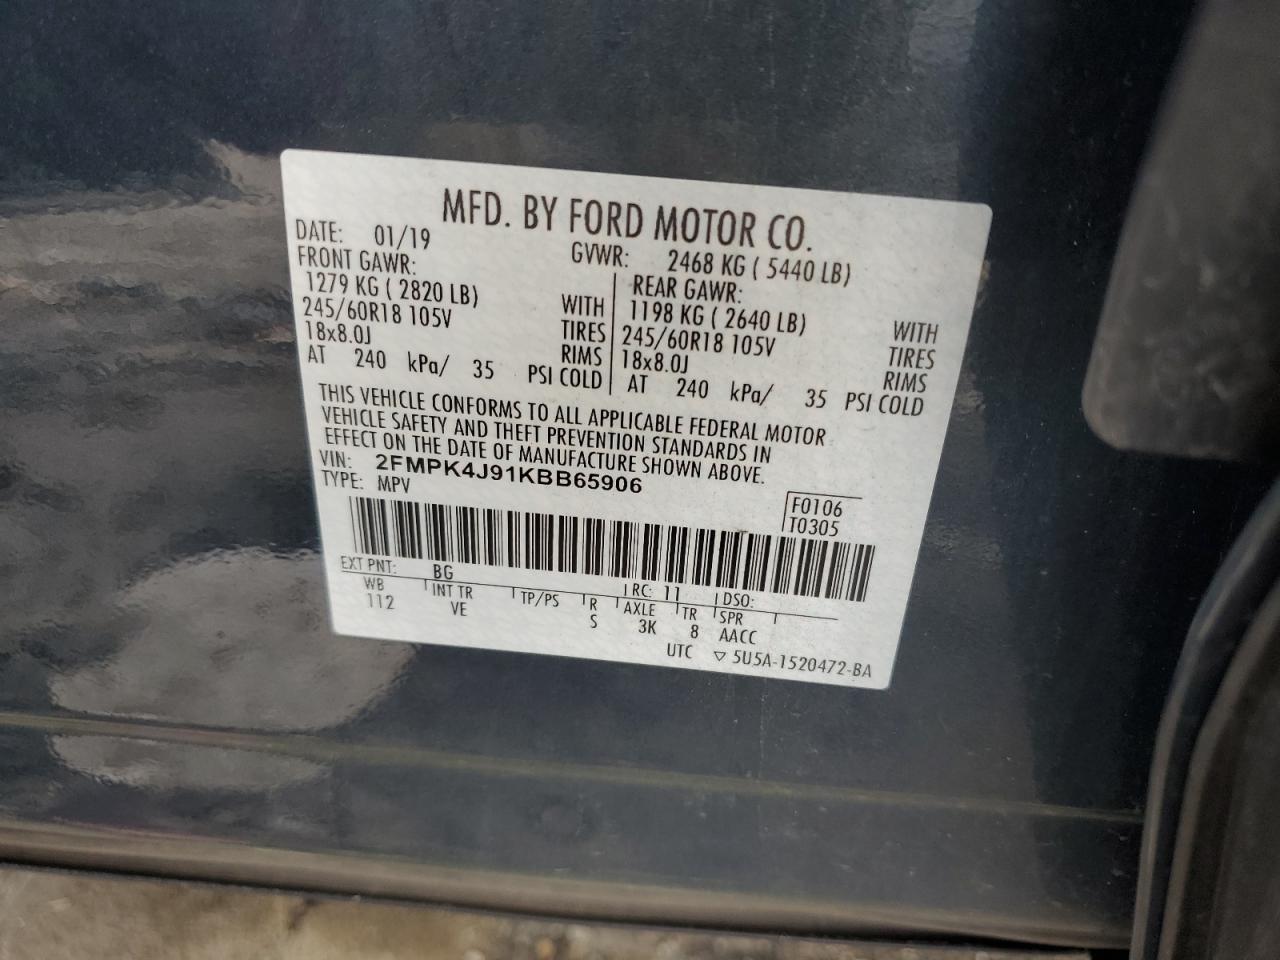 MFD. BY FORD MOTOR CO.
DATE: 01/19 GVWR: 2468 KG ( 5440 LB)
FRONT GAWR: REAR GAWR:
1279 KG ( 2820 LB) WITH 1198 KG ( 2640 LB) WITH
245/60R18 105V TIRES 245/60R18 105V TIRES
18x8.0J RIMS 18x8.0J RIMS
AT 240 kPa/ 35 PSI COLD AT 240 kPa/ 35 PSI COLD
THIS VEHICLE CONFORMS TO ALL APPLICABLE FEDERAL MOTOR
VEHICLE SAFETY AND THEFT PREVENTION STANDARDS IN
EFFECT ON THE DATE OF MANUFACTURE SHOWN ABOVE.
VIN: 2FMPK4J91KBB65906
TYPE: MPV
F0106
T0305
EXT PNT: BG RC: 11 DSO:
WB INT TR TP/PS R AXLE TR SPR
112 VE S 3K 8 AACC
UTC ▽ 5U5A-1520472-BA